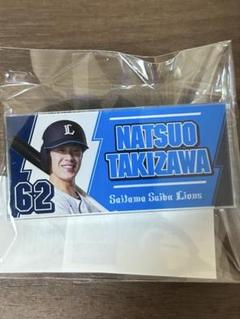 L
NATSUO
TAKIZAWA
62
Saitama Seibu Lions